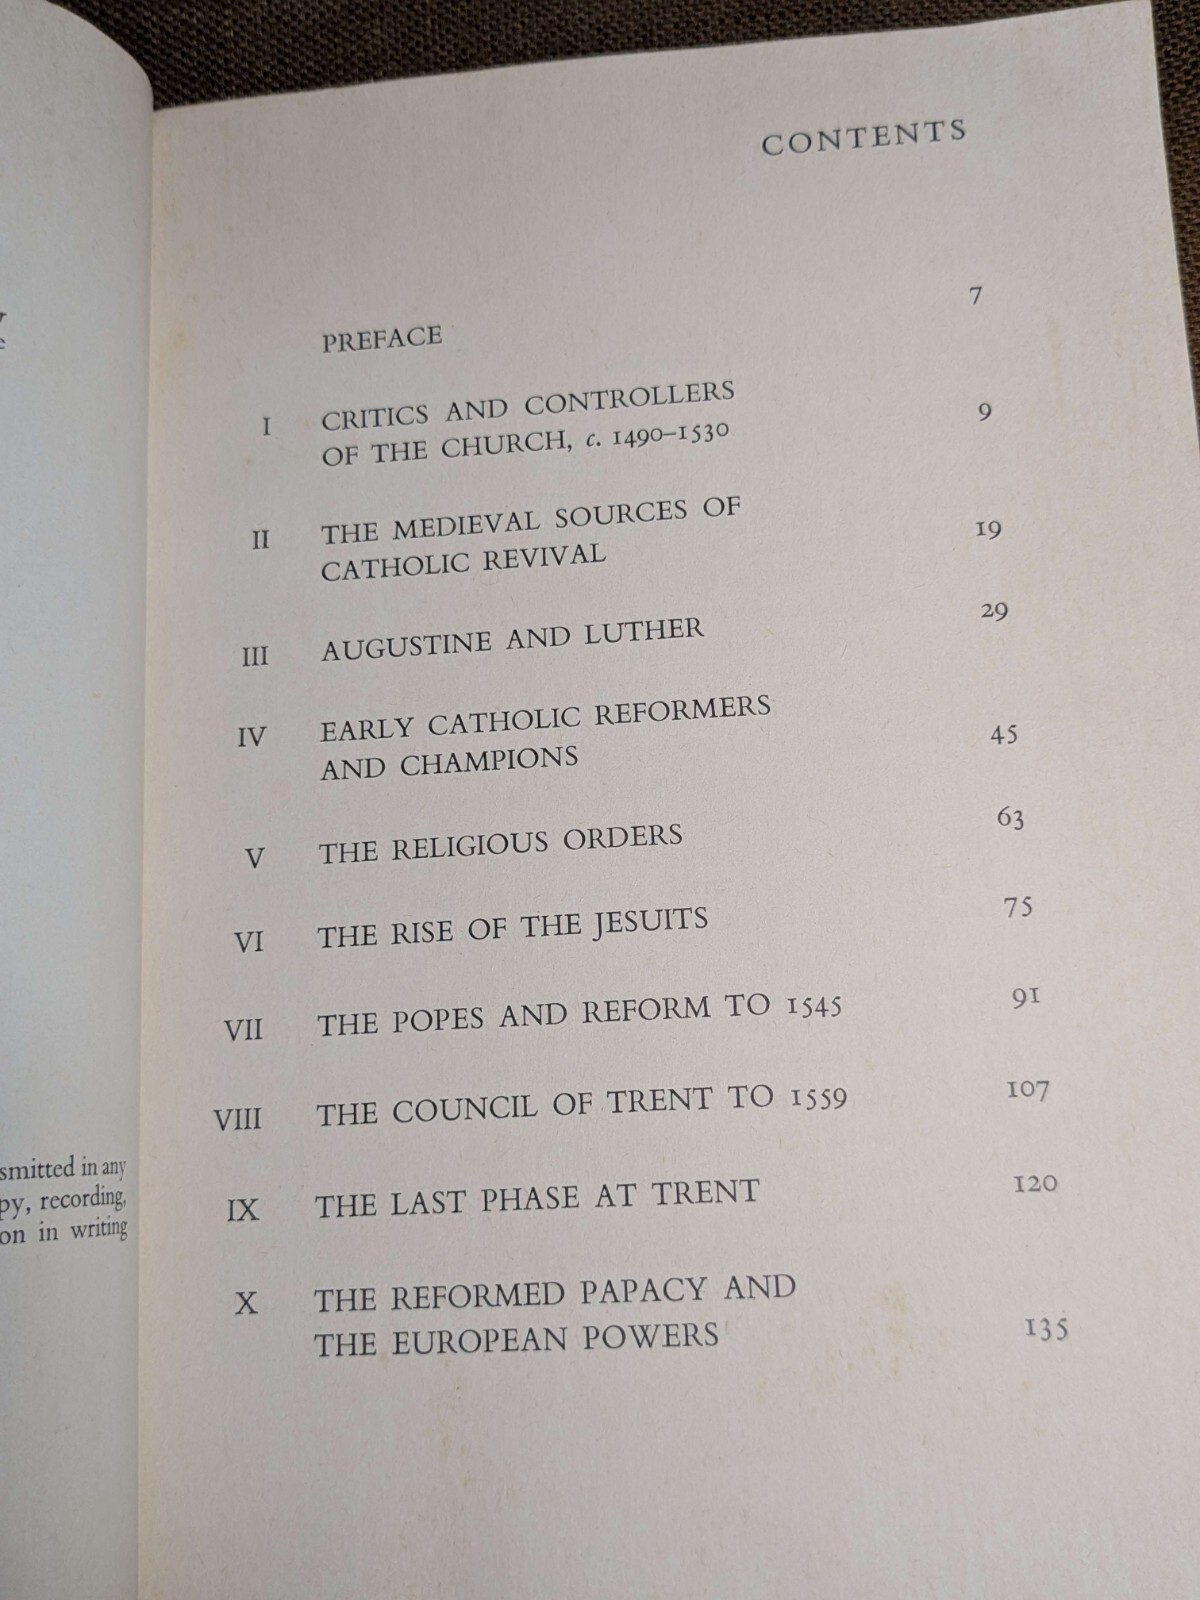 smitted in any
recording,
on in writing
CONTENTS
PREFACE 7
I CRITICS AND CONTROLLERS
OF THE CHURCH, c. 1490–1530 9
II THE MEDIEVAL SOURCES OF
CATHOLIC REVIVAL 19
III AUGUSTINE AND LUTHER 29
IV EARLY CATHOLIC REFORMERS
AND CHAMPIONS 45
V THE RELIGIOUS ORDERS 63
VI THE RISE OF THE JESUITS 75
VII THE POPES AND REFORM TO 1545 91
VIII THE COUNCIL OF TRENT TO 1559 107
IX THE LAST PHASE AT TRENT 120
X THE REFORMED PAPACY AND
THE EUROPEAN POWERS 135